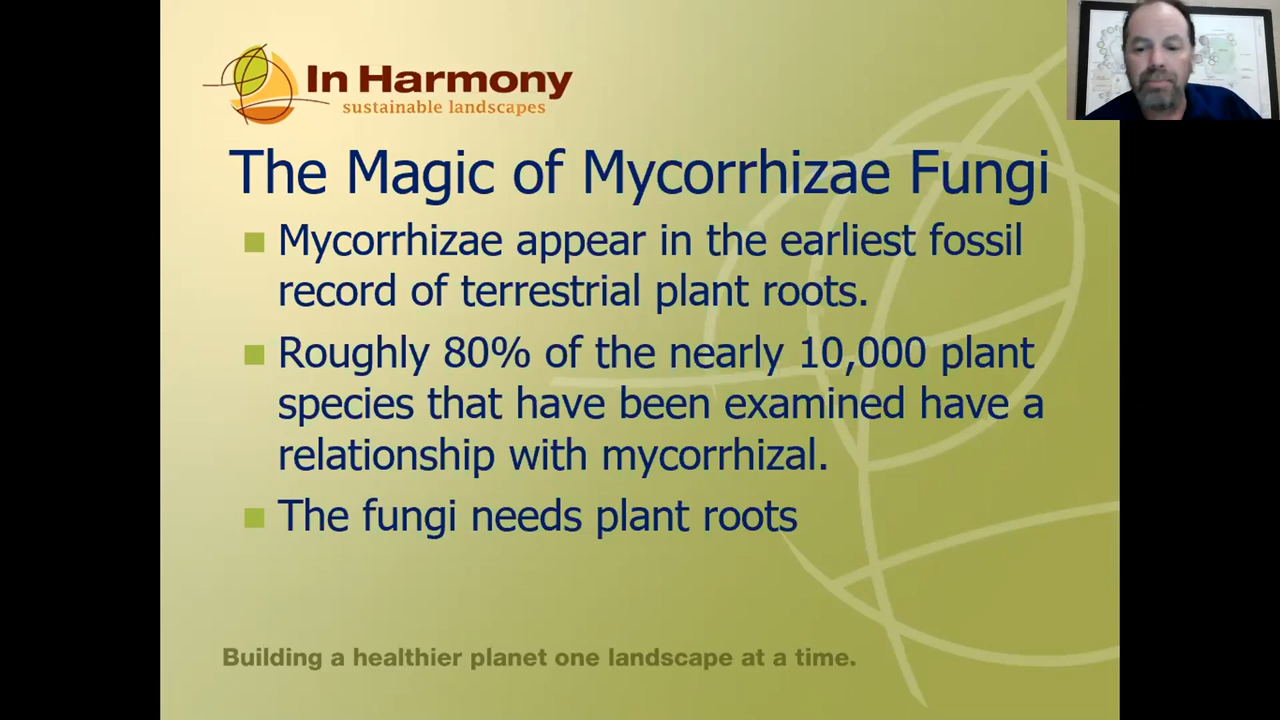 In Harmony
sustainable landscapes
The Magic of Mycorrhizae Fungi
Mycorrhizae appear in the earliest fossil
record of terrestrial plant roots.
Roughly 80% of the nearly 10,000 plant
species that have been examined have a
relationship with mycorrhizal.
The fungi needs plant roots
Building a healthier planet one landscape at a time.